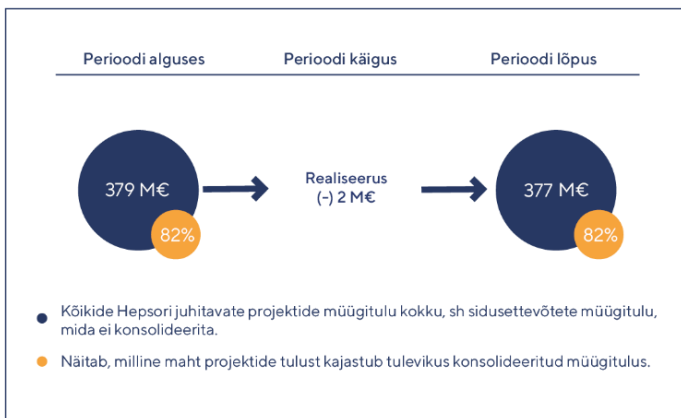 Perioodi alguses
Perioodi käigus
Perioodi lõpus
379 M€
82%
Realiseerus
(-) 2 M€
377 M€
82%
Kõikide Hepsori juhitavate projektide müügitulu kokku, sh sidusettevõtete müügitulu,
mida ei konsolideerita.
Näitab, milline maht projektide tulust kajastub tulevikus konsolideeritud müügitulus.